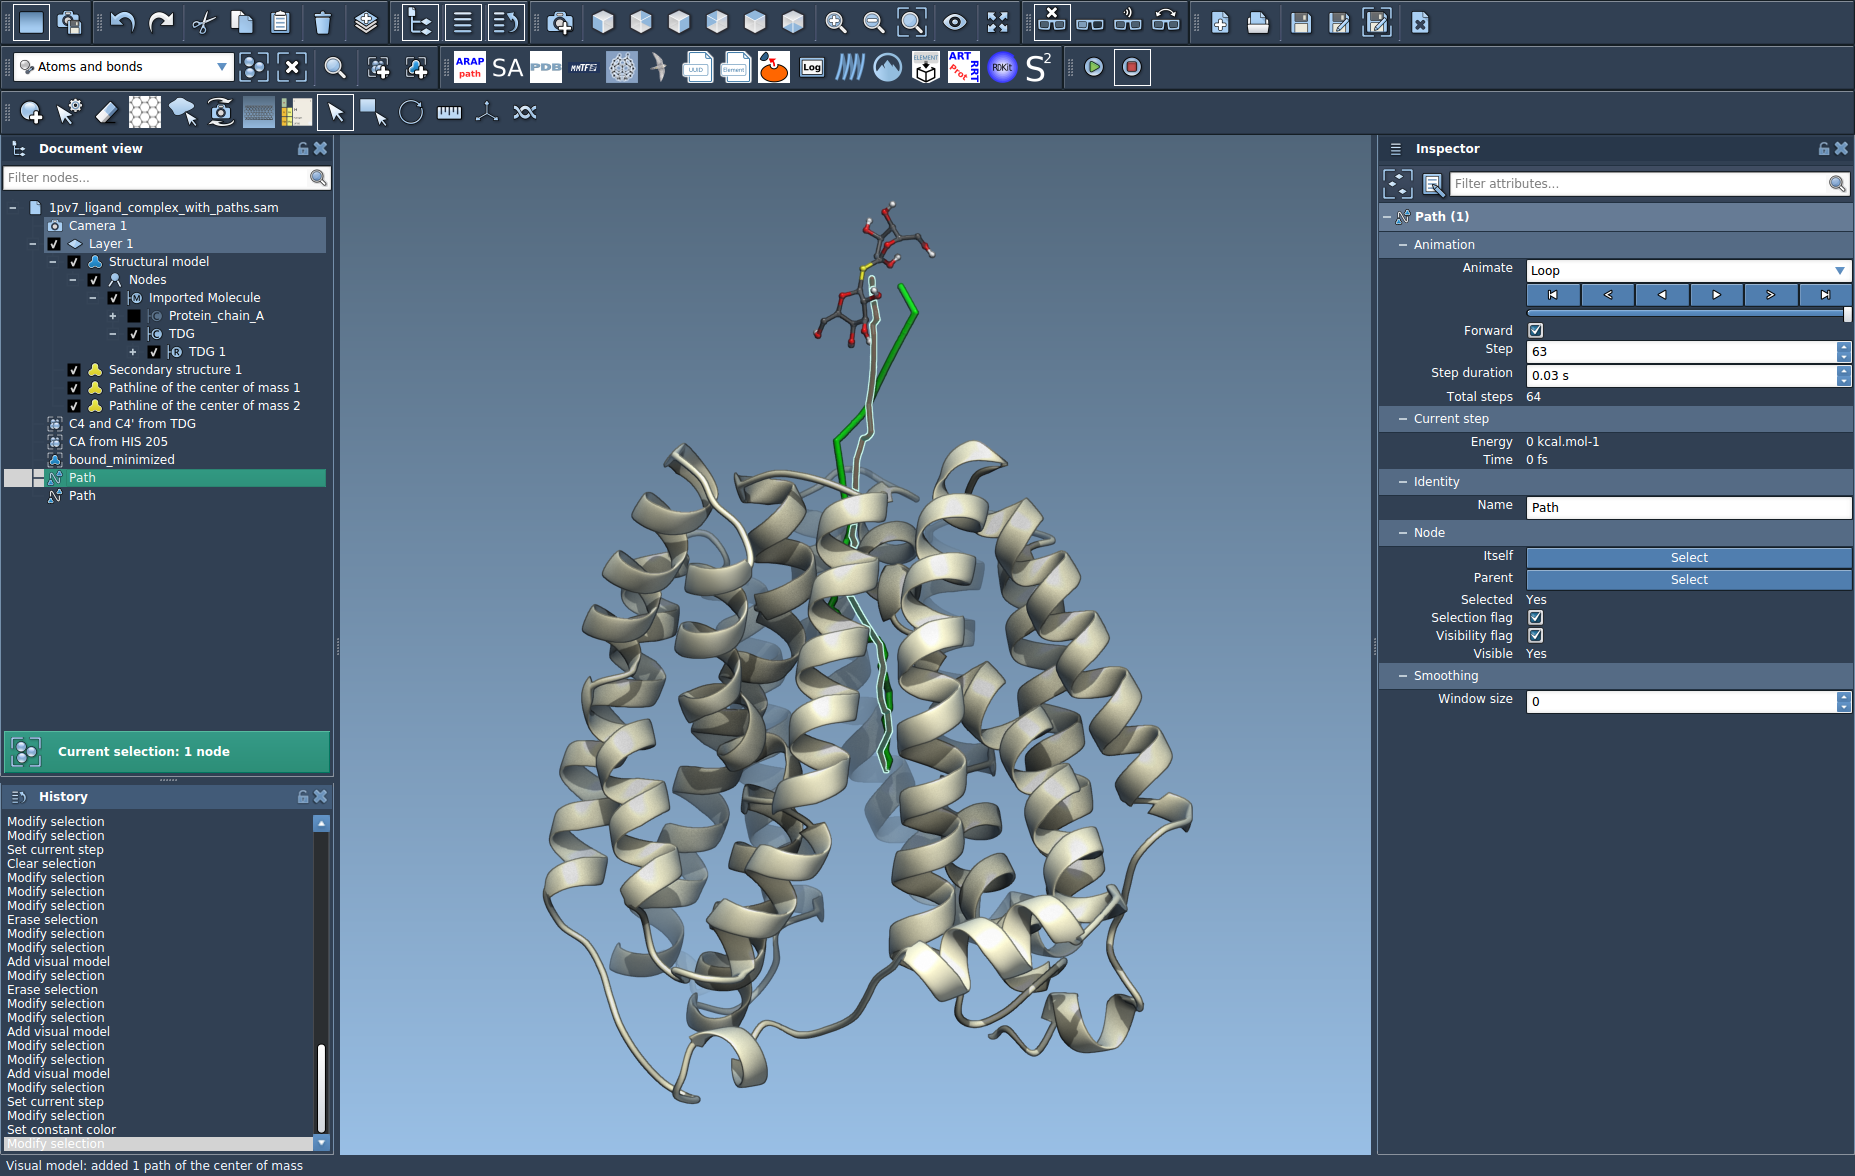 Atoms and bonds
ARAP
path
SA
PDB
MMTF
UUID
Element
Log
ELEMENT
ART
RRT
Prot
RDKit
S2
Document view
Filter nodes...
1pv7_ligand_complex_with_paths.sam
Camera 1
Layer 1
Structural model
Nodes
Imported Molecule
Protein_chain_A
TDG
TDG 1
Secondary structure 1
Pathline of the center of mass 1
Pathline of the center of mass 2
C4 and C4' from TDG
CA from HIS 205
bound_minimized
Path
Path
Current selection: 1 node
History
Modify selection
Modify selection
Set current step
Clear selection
Modify selection
Modify selection
Modify selection
Erase selection
Modify selection
Modify selection
Add visual model
Modify selection
Erase selection
Modify selection
Modify selection
Add visual model
Modify selection
Modify selection
Add visual model
Modify selection
Set current step
Modify selection
Set constant color
Modify selection
Visual model: added 1 path of the center of mass
Inspector
Filter attributes...
Path (1)
Animation
Animate Loop
Forward
Step 63
Step duration 0.03 s
Total steps 64
Current step
Energy 0 kcal.mol-1
Time 0 fs
Identity
Name Path
Node
Itself Select
Parent Select
Selected Yes
Selection flag
Visibility flag
Visible Yes
Smoothing
Window size 0